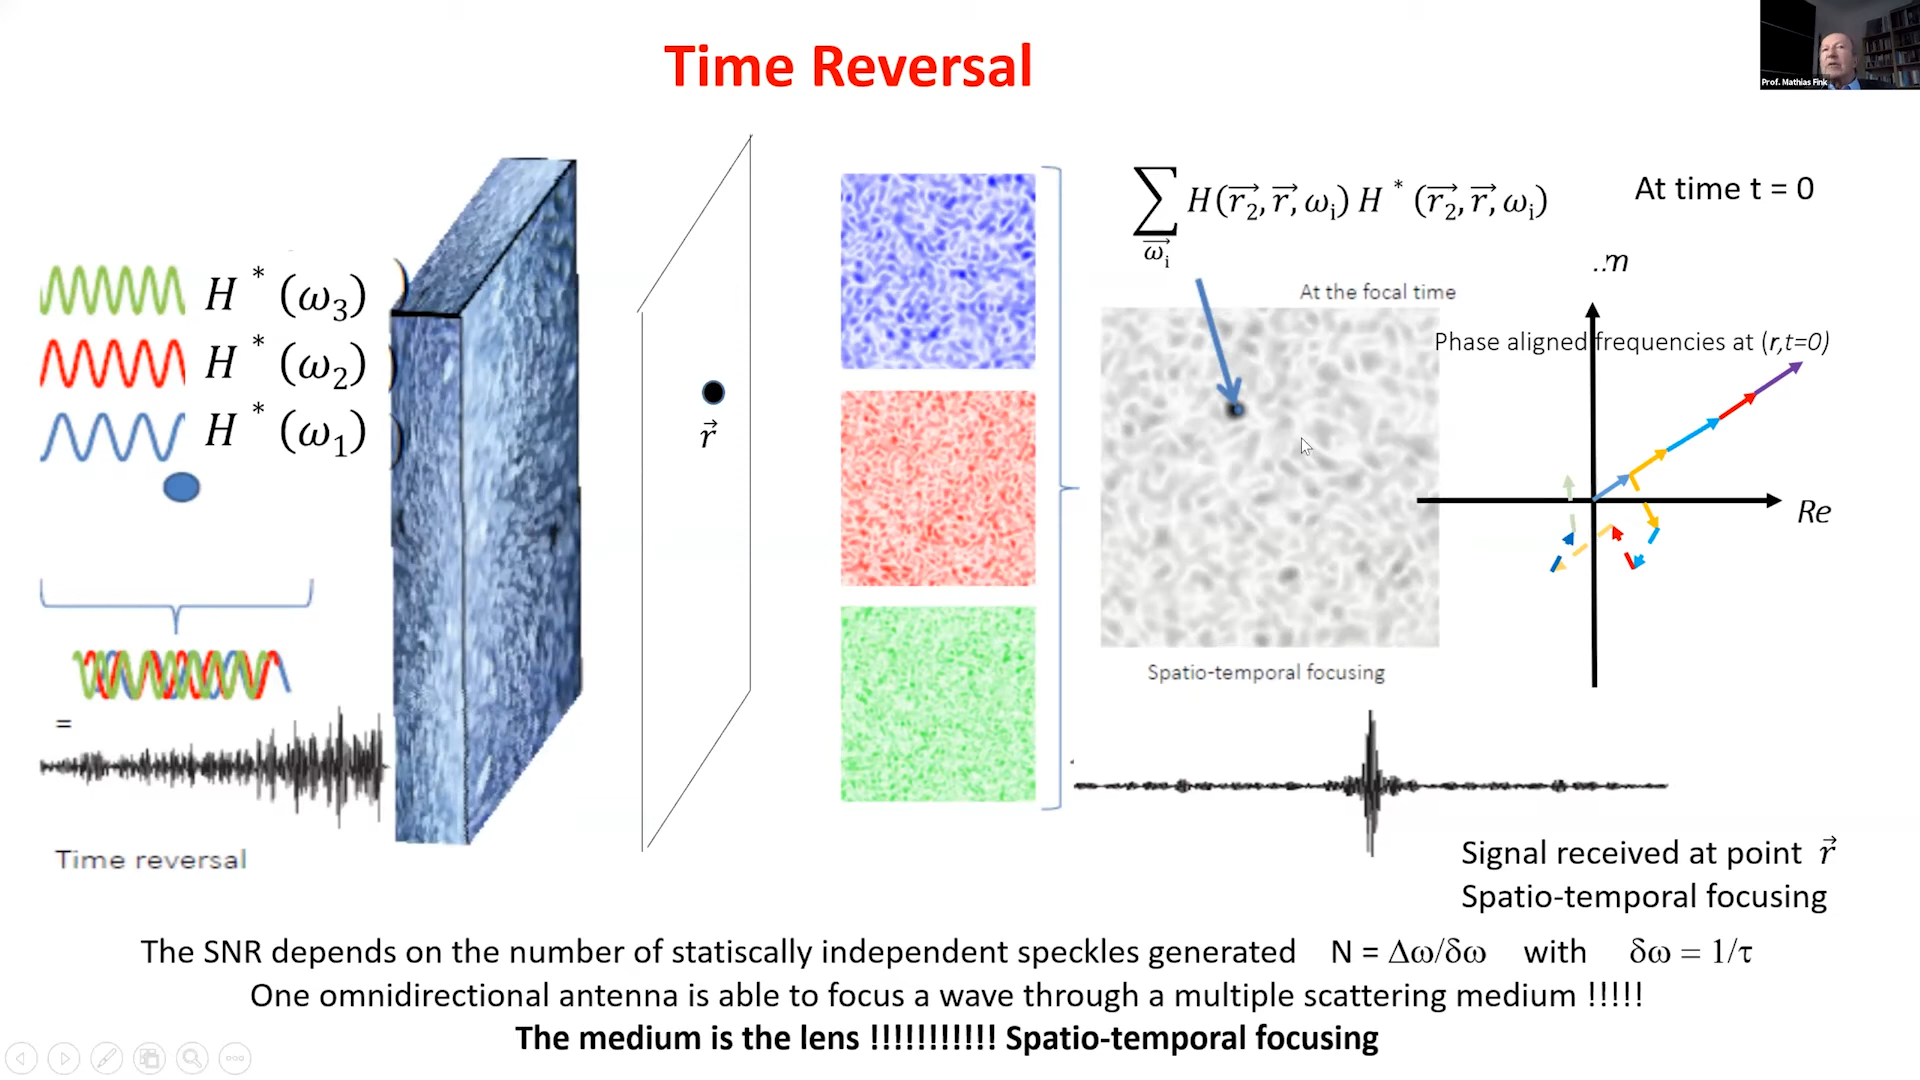 Time Reversal
Prof. Mathias Fink
∑ H(r⃗₂, r⃗, ωᵢ) H * (r⃗₂, r⃗, ωᵢ)
ω⃗ᵢ
At time t = 0
..m
At the focal time
H * (ω₃)
Phase aligned frequencies at (r,t=0)
H * (ω₂)
H * (ω₁)
r⃗
Re
Spatio-temporal focusing
=
Time reversal
Signal received at point r⃗
Spatio-temporal focusing
The SNR depends on the number of statiscally independent speckles generated N = Δω/δω with δω = 1/τ
One omnidirectional antenna is able to focus a wave through a multiple scattering medium !!!!!
The medium is the lens !!!!!!!!!!! Spatio-temporal focusing